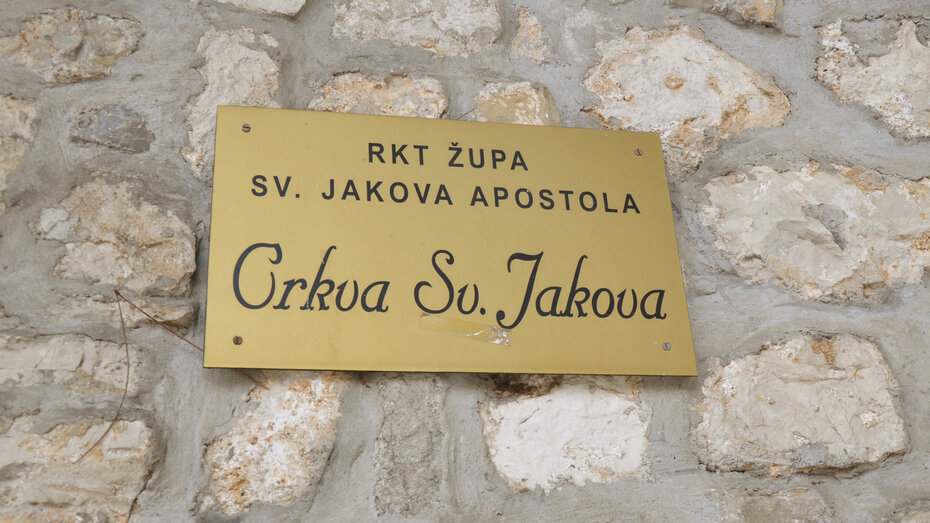 RKT ŽUPA
SV. JAKOVA APOSTOLA
Crkva Sv. Jakova